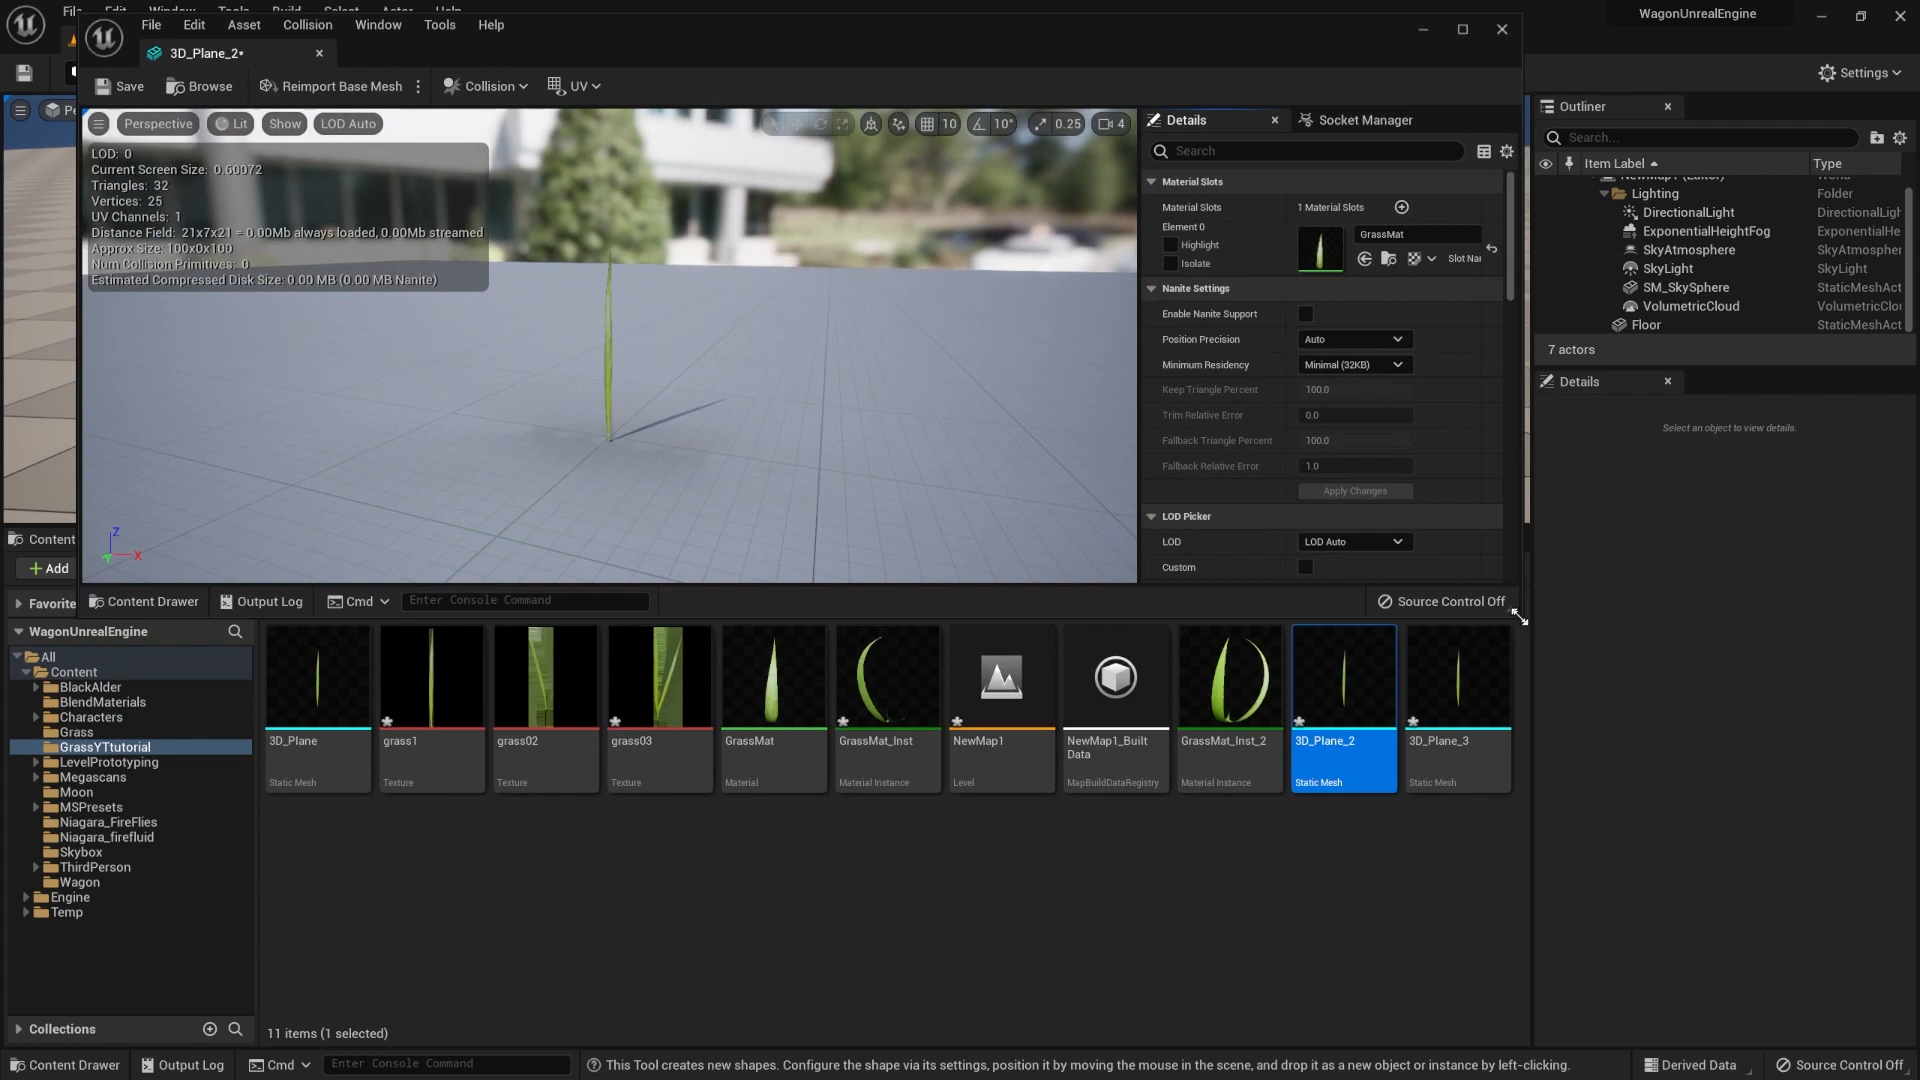 File Edit Window Tools Build Select Actor Help
WagonUnrealEngine
File Edit Asset Collision Window Tools Help
3D_Plane_2*
Save Browse Reimport Base Mesh Collision UV
Settings
Perspective Lit Show LOD Auto
10 10° 0.25 4
LOD: 0
Current Screen Size: 0.60072
Triangles: 32
Vertices: 25
UV Channels: 1
Distance Field: 21x7x21 = 0.00Mb always loaded, 0.00Mb streamed
Approx Size: 100x0x100
Num Collision Primitives: 0
Estimated Compressed Disk Size: 0.00 MB (0.00 MB Nanite)
Z
X
Details Socket Manager
Search
Material Slots
Material Slots 1 Material Slots
Element 0
Highlight
Isolate
GrassMat
Slot Nar
Nanite Settings
Enable Nanite Support
Position Precision Auto
Minimum Residency Minimal (32KB)
Keep Triangle Percent 100.0
Trim Relative Error 0.0
Fallback Triangle Percent 100.0
Fallback Relative Error 1.0
Apply Changes
LOD Picker
LOD LOD Auto
Custom
Content Drawer Output Log Cmd Enter Console Command Source Control Off
Outliner
Search...
Item Label Type
NewMap1 (Editor) World
Lighting Folder
DirectionalLight DirectionalLigh
ExponentialHeightFog ExponentialHe
SkyAtmosphere SkyAtmospher
SkyLight SkyLight
SM_SkySphere StaticMeshAct
VolumetricCloud VolumetricClou
Floor StaticMeshAct
7 actors
Details
Select an object to view details.
Content
Add
Favorite
WagonUnrealEngine
All
Content
BlackAlder
BlendMaterials
Characters
Grass
GrassYTtutorial
LevelPrototyping
Megascans
Moon
MSPresets
Niagara_FireFlies
Niagara_firefluid
Skybox
ThirdPerson
Wagon
Engine
Temp
Collections
3D_Plane
Static Mesh
grass1
Texture
grass02
Texture
grass03
Texture
GrassMat
Material
GrassMat_Inst
Material Instance
NewMap1
Level
NewMap1_Built
Data
MapBuildDataRegistry
GrassMat_Inst_2
Material Instance
3D_Plane_2
Static Mesh
3D_Plane_3
Static Mesh
11 items (1 selected)
Content Drawer Output Log Cmd Enter Console Command This Tool creates new shapes. Configure the shape via its settings, position it by moving the mouse in the scene, and drop it as a new object or instance by left-clicking. Derived Data Source Control Off